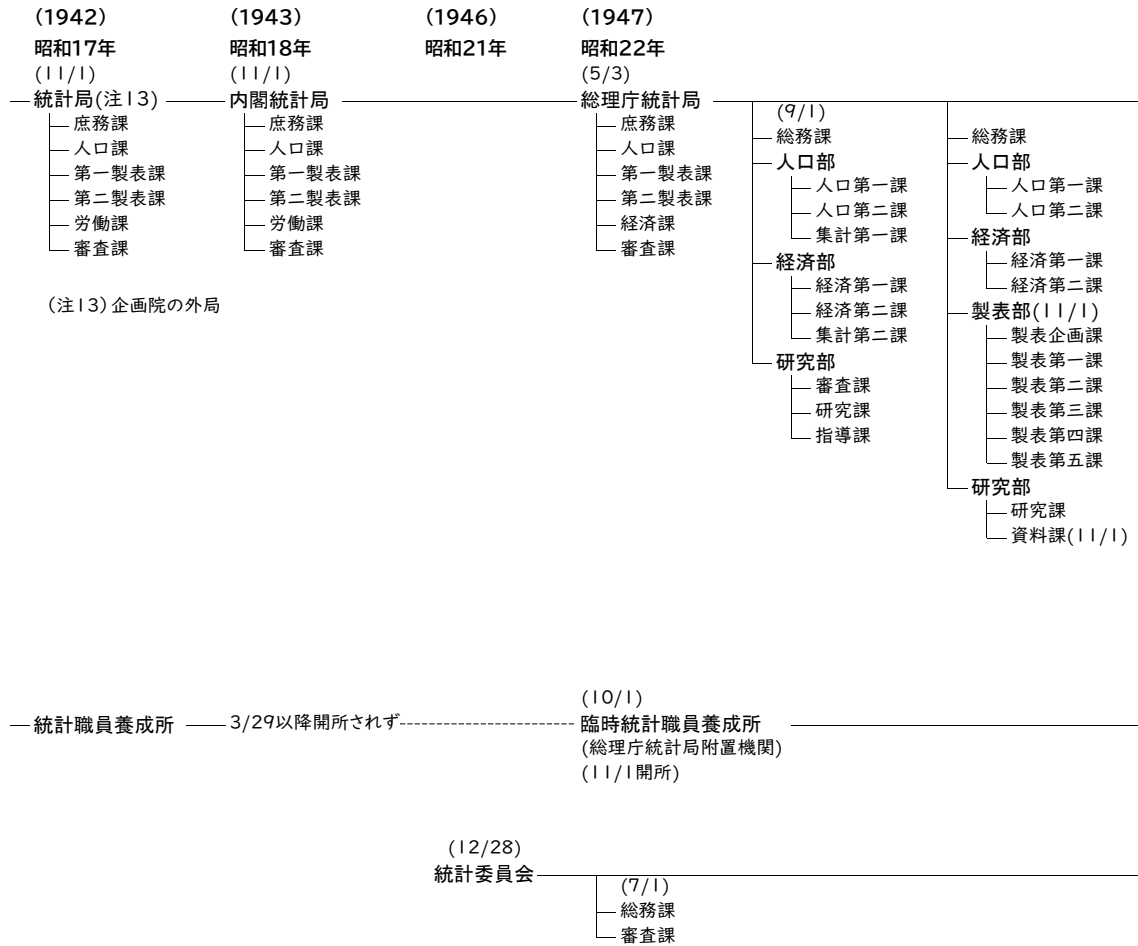 (1942)
昭和17年
(11/1)
統計局(注13)
庶務課
人口課
第一製表課
第二製表課
労働課
審査課
(注13)企画院の外局
(1943)
昭和18年
(11/1)
内閣統計局
庶務課
人口課
第一製表課
第二製表課
労働課
審査課
(1946)
昭和21年
(1947)
昭和22年
(5/3)
総理庁統計局
庶務課
人口課
第一製表課
第二製表課
経済課
審査課
(9/1)
総務課
人口部
人口第一課
人口第二課
集計第一課
経済部
経済第一課
経済第二課
集計第二課
研究部
審査課
研究課
指導課
総務課
人口部
人口第一課
人口第二課
経済部
経済第一課
経済第二課
製表部(11/1)
製表企画課
製表第一課
製表第二課
製表第三課
製表第四課
製表第五課
研究部
研究課
資料課(11/1)
統計職員養成所
3/29以降開所されず
(10/1)
臨時統計職員養成所
(総理庁統計局附置機関)
(11/1開所)
(12/28)
統計委員会
(7/1)
総務課
審査課